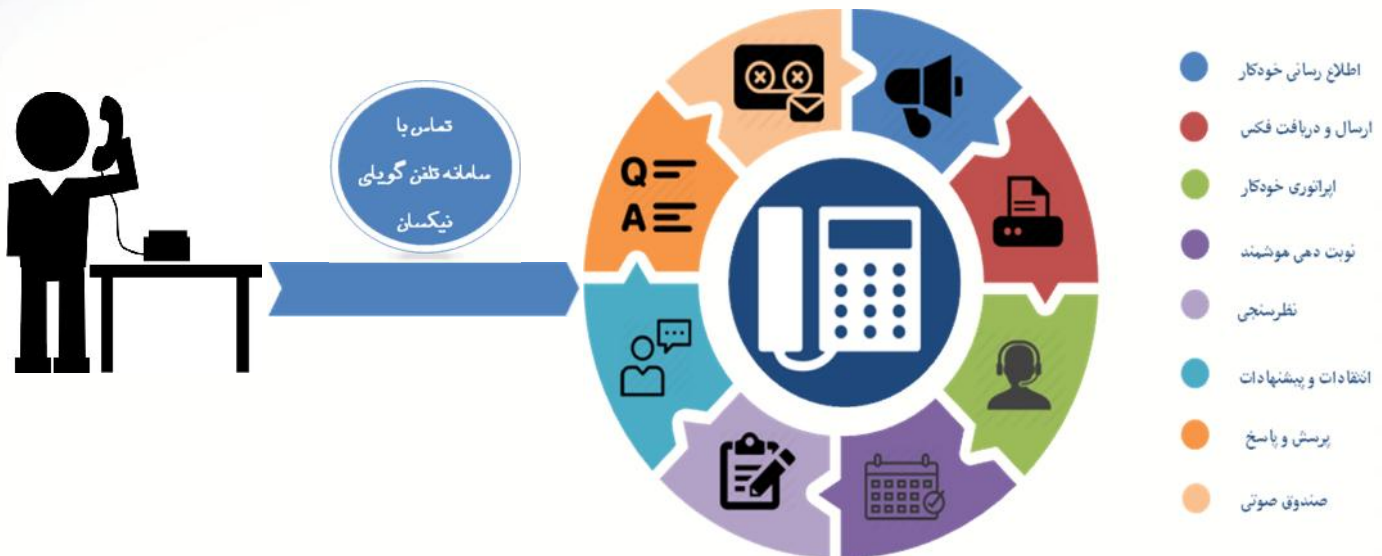 تماس با
سامانه تلفن گویای
نیکسان
Q
A
اطلاع رسانی خودکار
ارسال و دریافت فکس
اپراتوری خودکار
نوبت دهی هوشمند
نظرسنجی
انتقادات و پیشنهادات
پرسش و پاسخ
صندوق صوتی